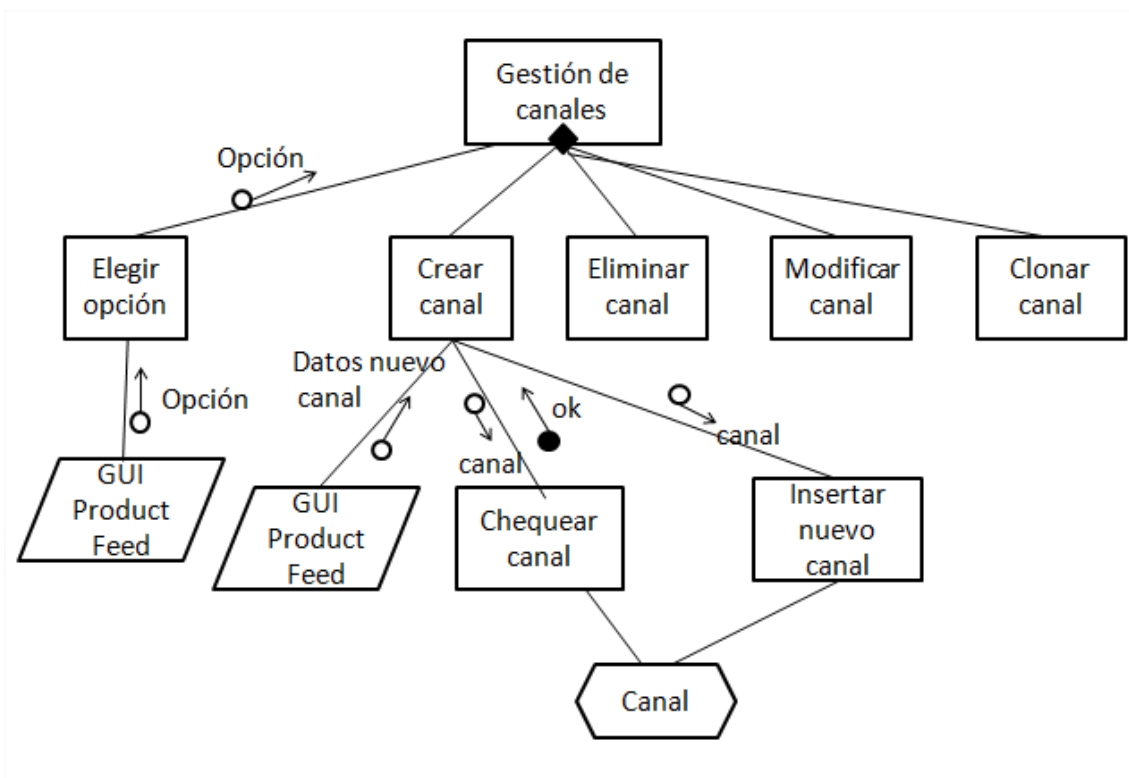 Gestión de
canales
Opción
Elegir
opción
Crear
canal
Eliminar
canal
Modificar
canal
Clonar
canal
Datos nuevo
canal
Opción
ok
canal
canal
GUI
Product
Feed
GUI
Product
Feed
Chequear
canal
Insertar
nuevo
canal
Canal